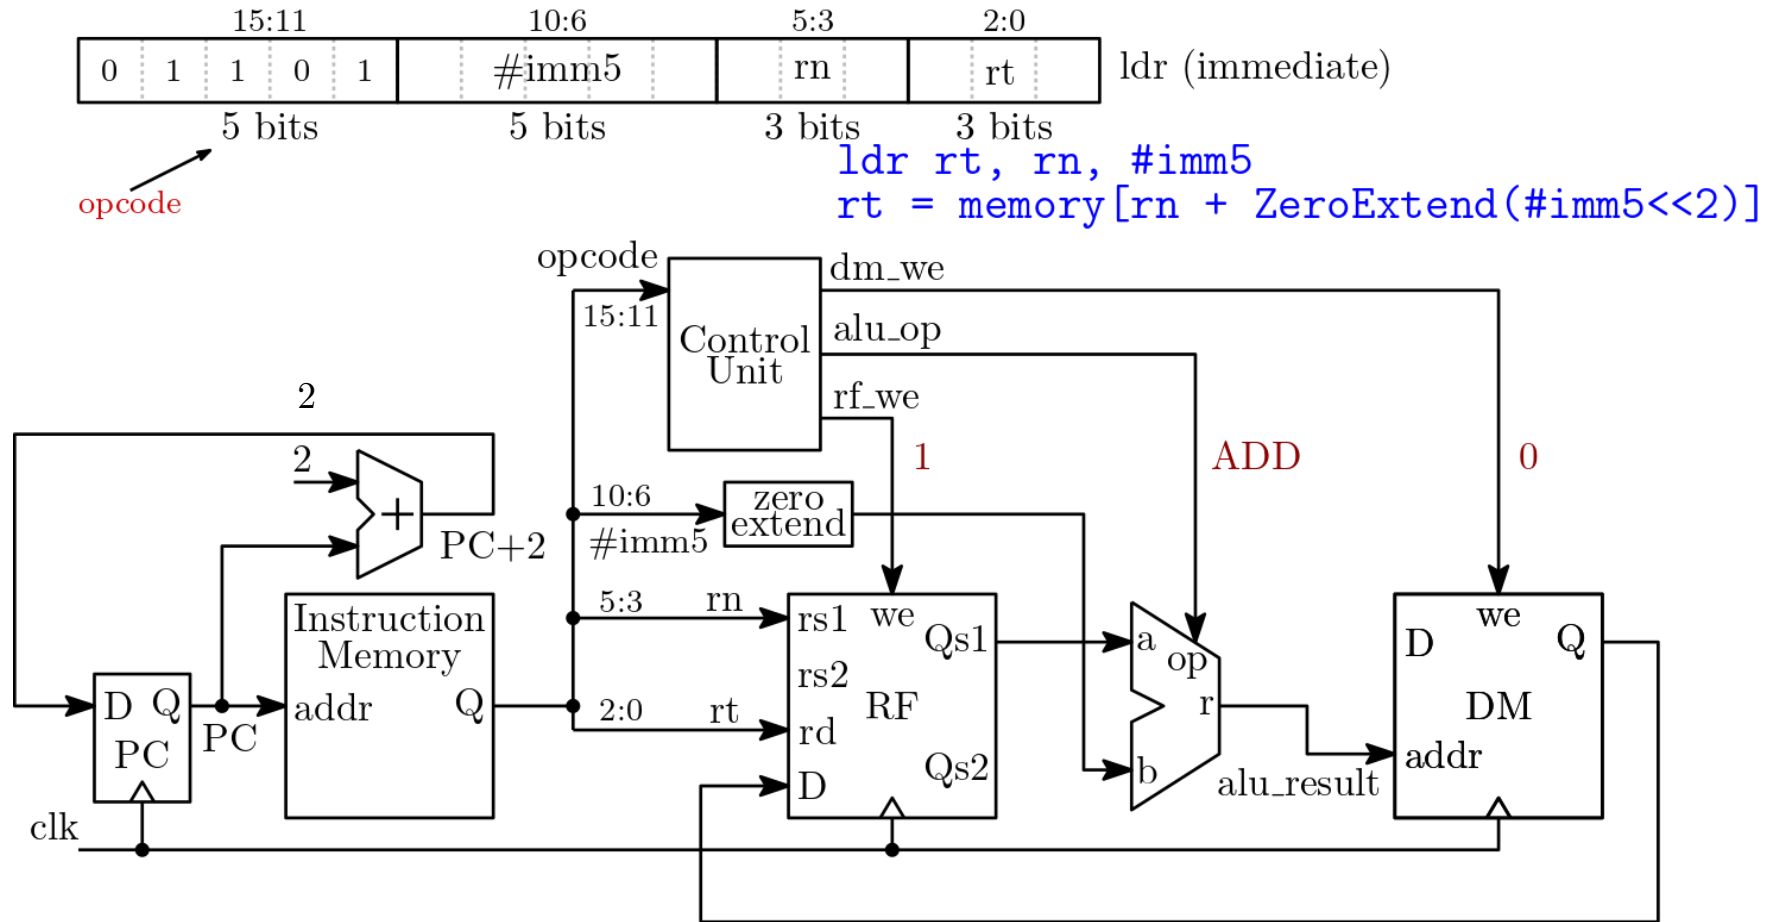 15:11 10:6 5:3 2:0
0 1 1 0 1 #imm5 rn rt ldr (immediate)
5 bits 5 bits 3 bits 3 bits
opcode
ldr rt, rn, #imm5
rt = memory[rn + ZeroExtend(#imm5<<2)]
opcode
15:11
Control
Unit
dm_we
alu_op
rf_we
1 ADD 0
2
2
+
PC+2
10:6
#imm5
zero
extend
5:3 rn
2:0 rt
Instruction
Memory
addr Q
D Q
PC
PC
clk
rs1 we Qs1
rs2
RF
rd
D Qs2
a
op
r
b
alu_result
D we Q
DM
addr